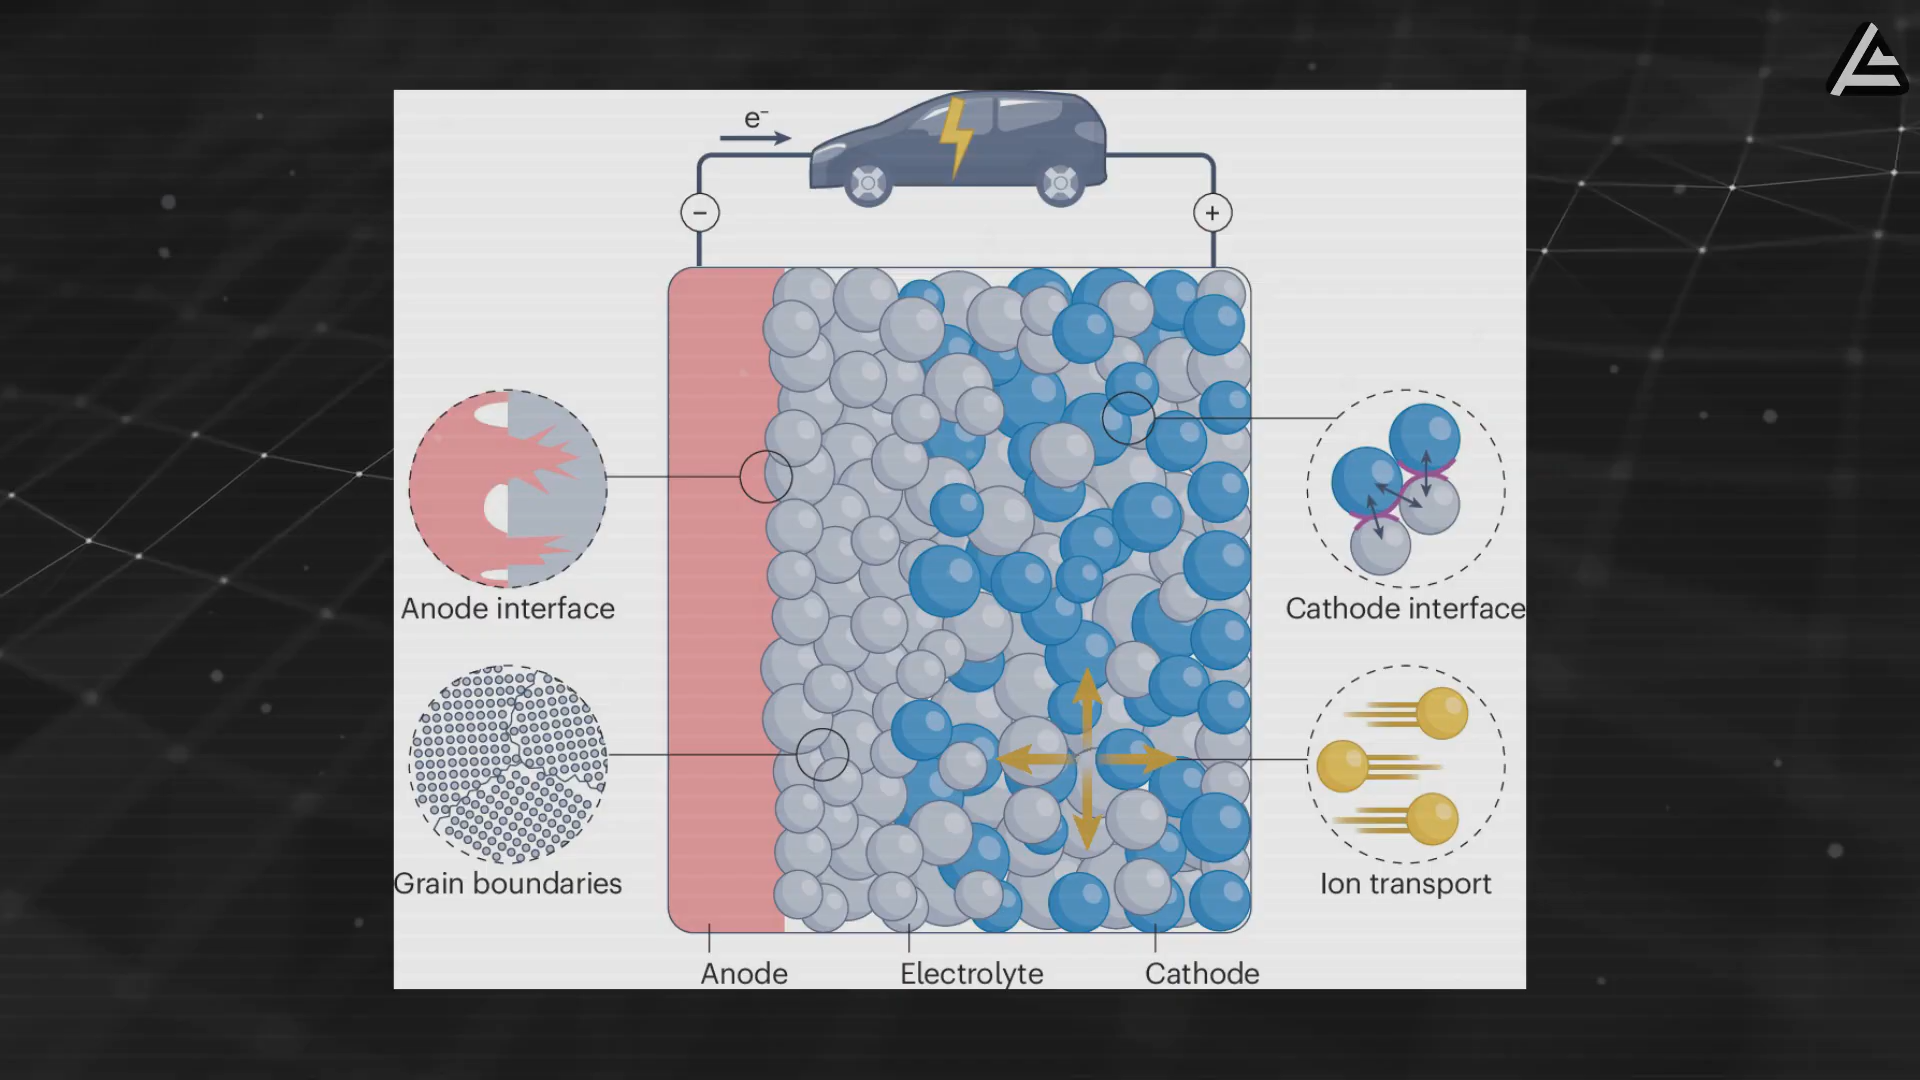 e⁻
−
+
Anode interface
Cathode interface
Grain boundaries
Ion transport
Anode
Electrolyte
Cathode